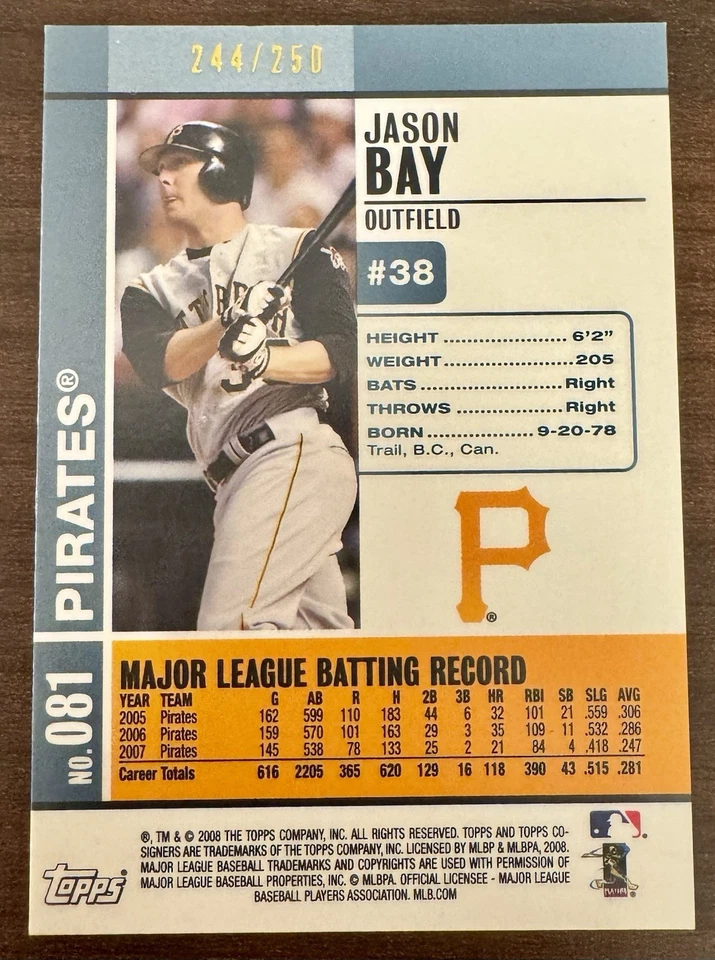 244/250
JASON
BAY
OUTFIELD
#38
HEIGHT .................... 6'2"
WEIGHT .................... 205
BATS .................... Right
THROWS .................... Right
BORN .................... 9-20-78
Trail, B.C., Can.
PIRATES®
NO. 081
P
P®
MAJOR LEAGUE BATTING RECORD
YEAR TEAM G AB R H 2B 3B HR RBI SB SLG AVG
2005 Pirates 162 599 110 183 44 6 32 101 21 .559 .306
2006 Pirates 159 570 101 163 29 3 35 109 11 .532 .286
2007 Pirates 145 538 78 133 25 2 21 84 4 .418 .247
Career Totals 616 2205 365 620 129 16 118 390 43 .515 .281
®, TM & © 2008 THE TOPPS COMPANY, INC. ALL RIGHTS RESERVED. TOPPS AND TOPPS CO-
SIGNERS ARE TRADEMARKS OF THE TOPPS COMPANY, INC. LICENSED BY MLBP & MLBPA, 2008.
MAJOR LEAGUE BASEBALL TRADEMARKS AND COPYRIGHTS ARE USED WITH PERMISSION OF
MAJOR LEAGUE BASEBALL PROPERTIES, INC. © MLBPA. OFFICIAL LICENSEE - MAJOR LEAGUE
BASEBALL PLAYERS ASSOCIATION. MLB.COM
topps®